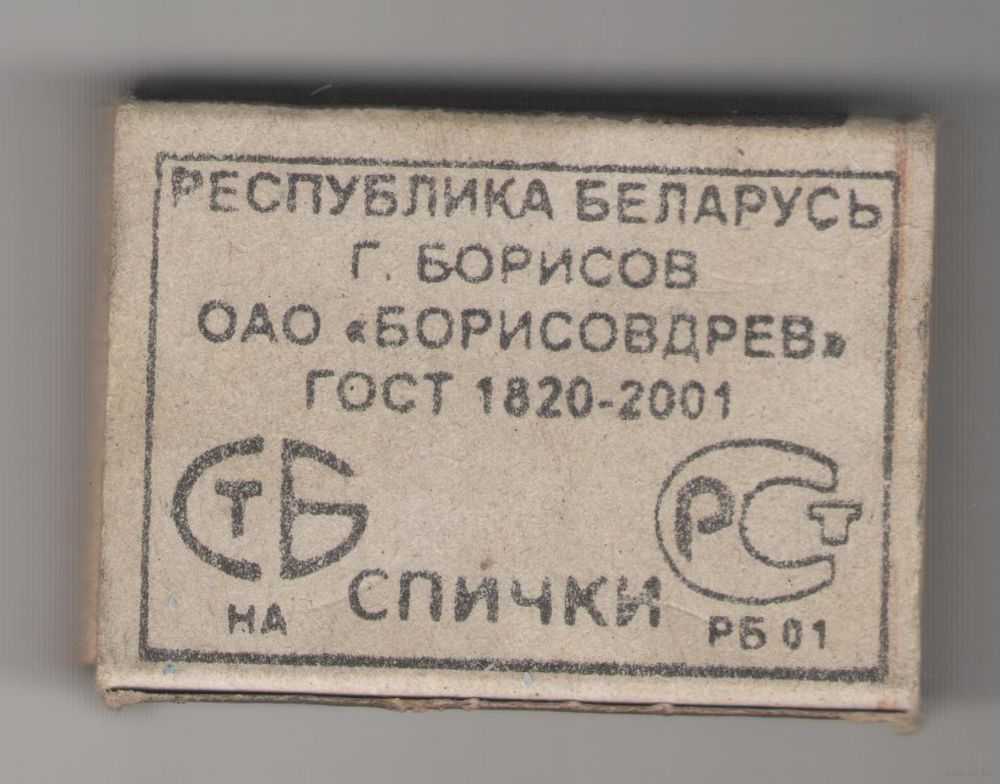 РЕСПУБЛИКА БЕЛАРУСЬ
Г. БОРИСОВ
ОАО «БОРИСОВДРЕВ»
ГОСТ 1820-2001
СТБ
РСТ
СПИЧКИ
НА
РБ 01